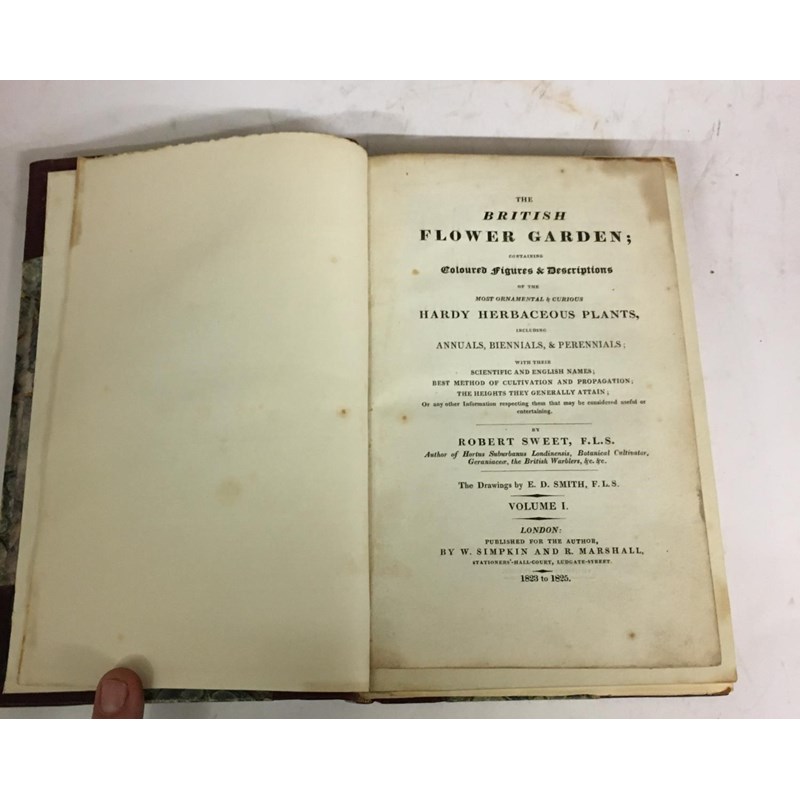 THE
BRITISH
FLOWER GARDEN;
CONTAINING
Coloured Figures & Descriptions
OF THE
MOST ORNAMENTAL & CURIOUS
HARDY HERBACEOUS PLANTS,
INCLUDING
ANNUALS, BIENNIALS, & PERENNIALS;
WITH THEIR
SCIENTIFIC AND ENGLISH NAMES;
BEST METHOD OF CULTIVATION AND PROPAGATION;
THE HEIGHTS THEY GENERALLY ATTAIN;
Or any other Information respecting them that may be considered useful or
entertaining.
BY
ROBERT SWEET, F.L.S.
Author of Hortus Suburbanus Londinensis, Botanical Cultivator,
Geraniaceæ, the British Warblers, &c. &c.
The Drawings by E. D. SMITH, F.L.S.
VOLUME I.
LONDON:
PUBLISHED FOR THE AUTHOR,
BY W. SIMPKIN AND R. MARSHALL,
STATIONERS'-HALL-COURT, LUDGATE-STREET.
1823 to 1825.